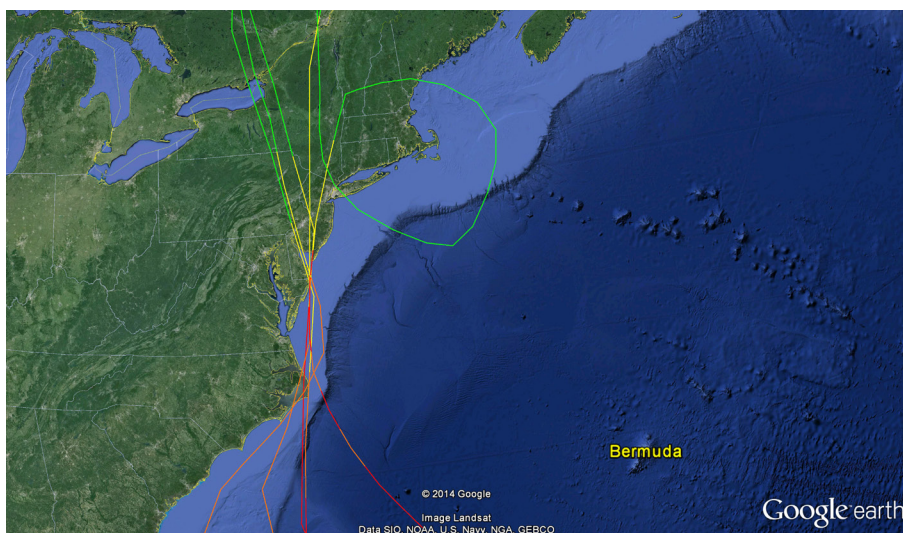 Bermuda
© 2014 Google
Image Landsat
Data SIO, NOAA, U.S. Navy, NGA, GEBCO
Google earth